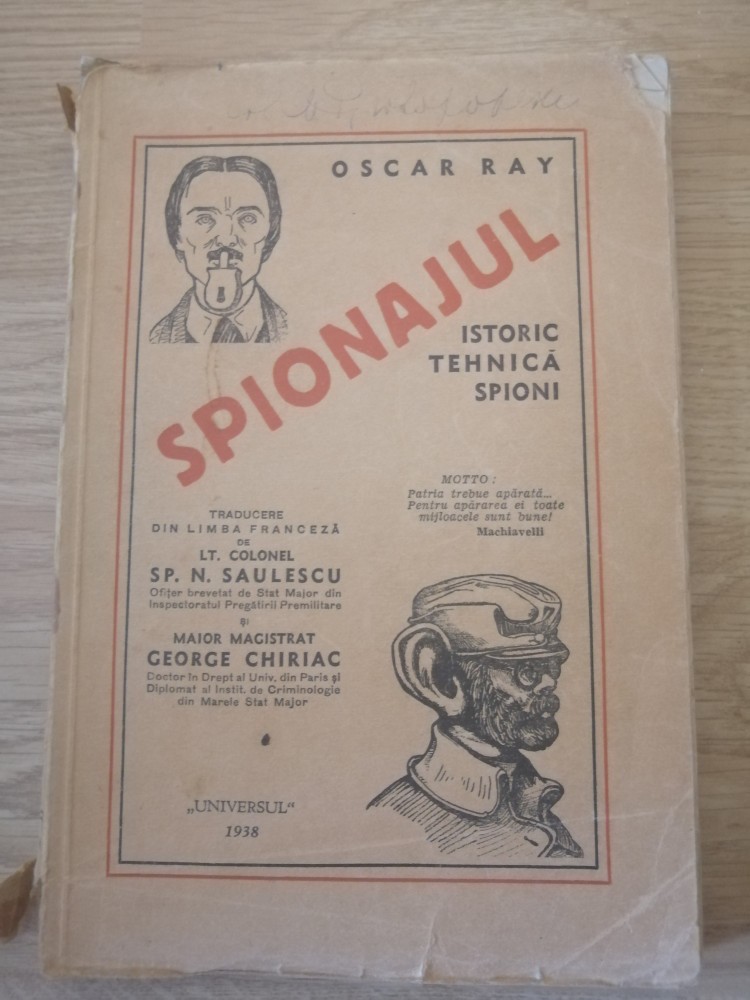 OSCAR RAY
SPIONAJUL
ISTORIC
TEHNICĂ
SPIONI
MOTTO :
Patria trebue apărată...
Pentru apărarea ei toate
mijloacele sunt bune!
Machiavelli
TRADUCERE
DIN LIMBA FRANCEZĂ
DE
LT. COLONEL
SP. N. SAULESCU
Ofițer brevetat de Stat Major din
Inspectoratul Pregătirii Premilitare
ȘI
MAIOR MAGISTRAT
GEORGE CHIRIAC
Doctor în Drept al Univ. din Paris și
Diplomat al Instit. de Criminologie
din Marele Stat Major
„UNIVERSUL“
1938